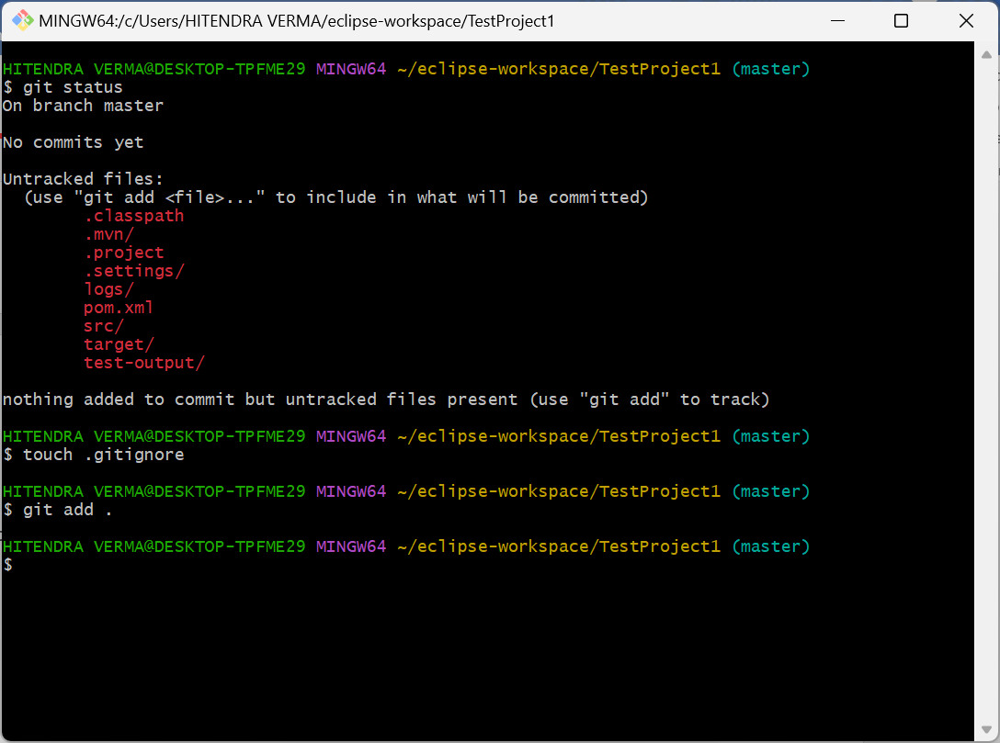 MINGW64:/c/Users/HITENDRA VERMA/eclipse-workspace/TestProject1
HITENDRA VERMA@DESKTOP-TPFME29 MINGW64 ~/eclipse-workspace/TestProject1 (master)
$ git status
On branch master
No commits yet
Untracked files:
  (use "git add <file>..." to include in what will be committed)
        .classpath
        .mvn/
        .project
        .settings/
        logs/
        pom.xml
        src/
        target/
        test-output/
nothing added to commit but untracked files present (use "git add" to track)
HITENDRA VERMA@DESKTOP-TPFME29 MINGW64 ~/eclipse-workspace/TestProject1 (master)
$ touch .gitignore
HITENDRA VERMA@DESKTOP-TPFME29 MINGW64 ~/eclipse-workspace/TestProject1 (master)
$ git add .
HITENDRA VERMA@DESKTOP-TPFME29 MINGW64 ~/eclipse-workspace/TestProject1 (master)
$